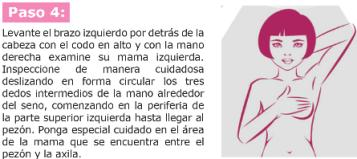 Paso 4:
Levante el brazo izquierdo por detrás de la
cabeza con el codo en alto y con la mano
derecha examine su mama izquierda.
Inspeccione de manera cuidadosa
deslizando en forma circular los tres
dedos intermedios de la mano alrededor
del seno, comenzando en la periferia de
la parte superior izquierda hasta llegar al
pezón. Ponga especial cuidado en el área
de la mama que se encuentra entre el
pezón y la axila.